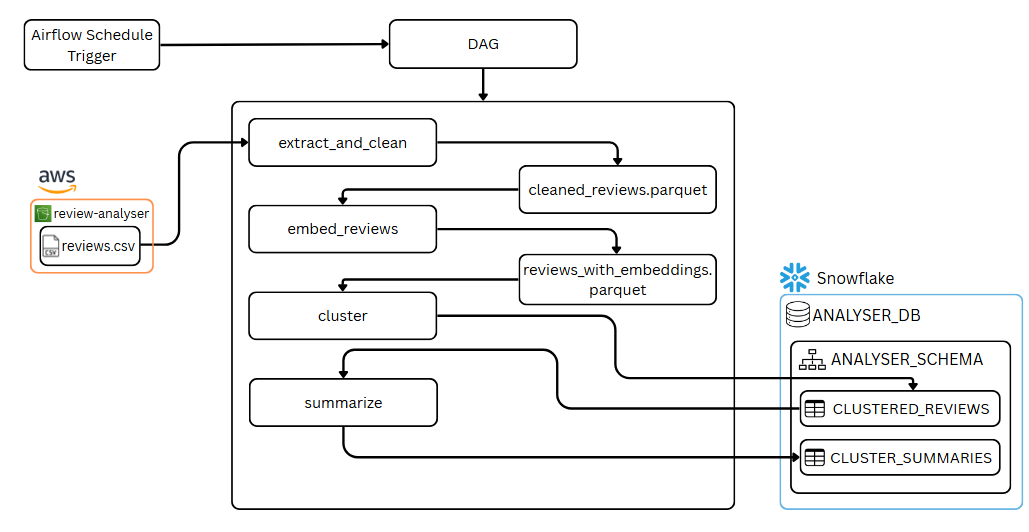 Airflow Schedule
Trigger
DAG
extract_and_clean
cleaned_reviews.parquet
aws
review-analyser
CSV
reviews.csv
embed_reviews
reviews_with_embeddings.
parquet
cluster
summarize
Snowflake
ANALYSER_DB
ANALYSER_SCHEMA
CLUSTERED_REVIEWS
CLUSTER_SUMMARIES